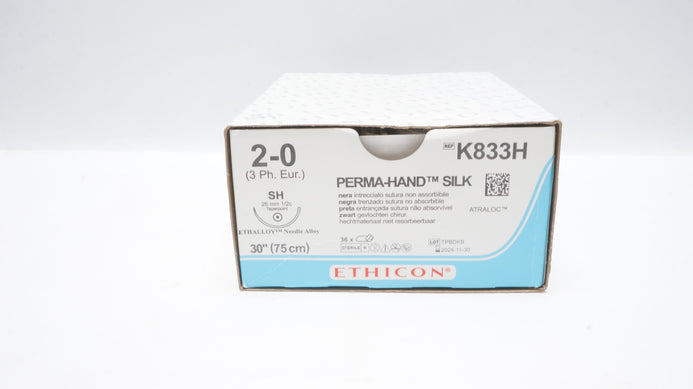 2-0
(3 Ph. Eur.)
SH
26 mm 1/2c
Taperpoint
ETHALLOY™ Needle Alloy
30" (75 cm)
REF K833H
PERMA-HAND™ SILK
nera intrecciato sutura non assorbibile
negra trenzado sutura no absorbible
preta entrançada sutura não absorvível
zwart gevlochten chirur.
hechtmateriaal niet resorbeerbaar
ATRALOC™
36 x
STERILE R
LOT TPBDKB
2026-11-30
ETHICON®